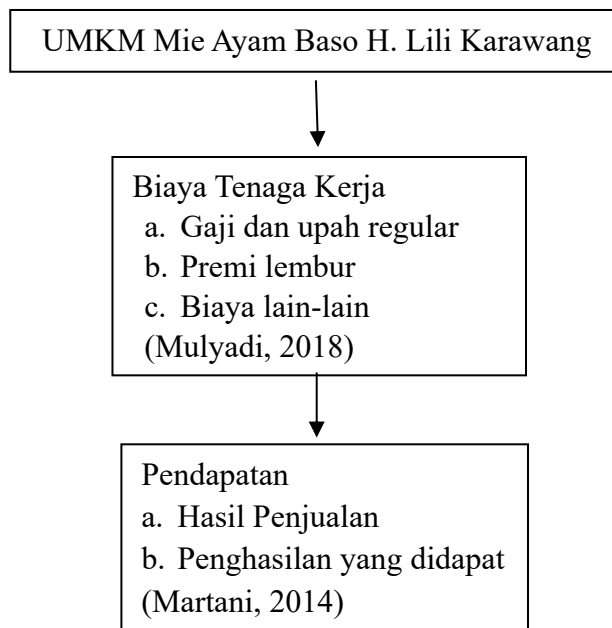 UMKM Mie Ayam Baso H. Lili Karawang
Biaya Tenaga Kerja
a. Gaji dan upah regular
b. Premi lembur
c. Biaya lain-lain
(Mulyadi, 2018)
Pendapatan
a. Hasil Penjualan
b. Penghasilan yang didapat
(Martani, 2014)